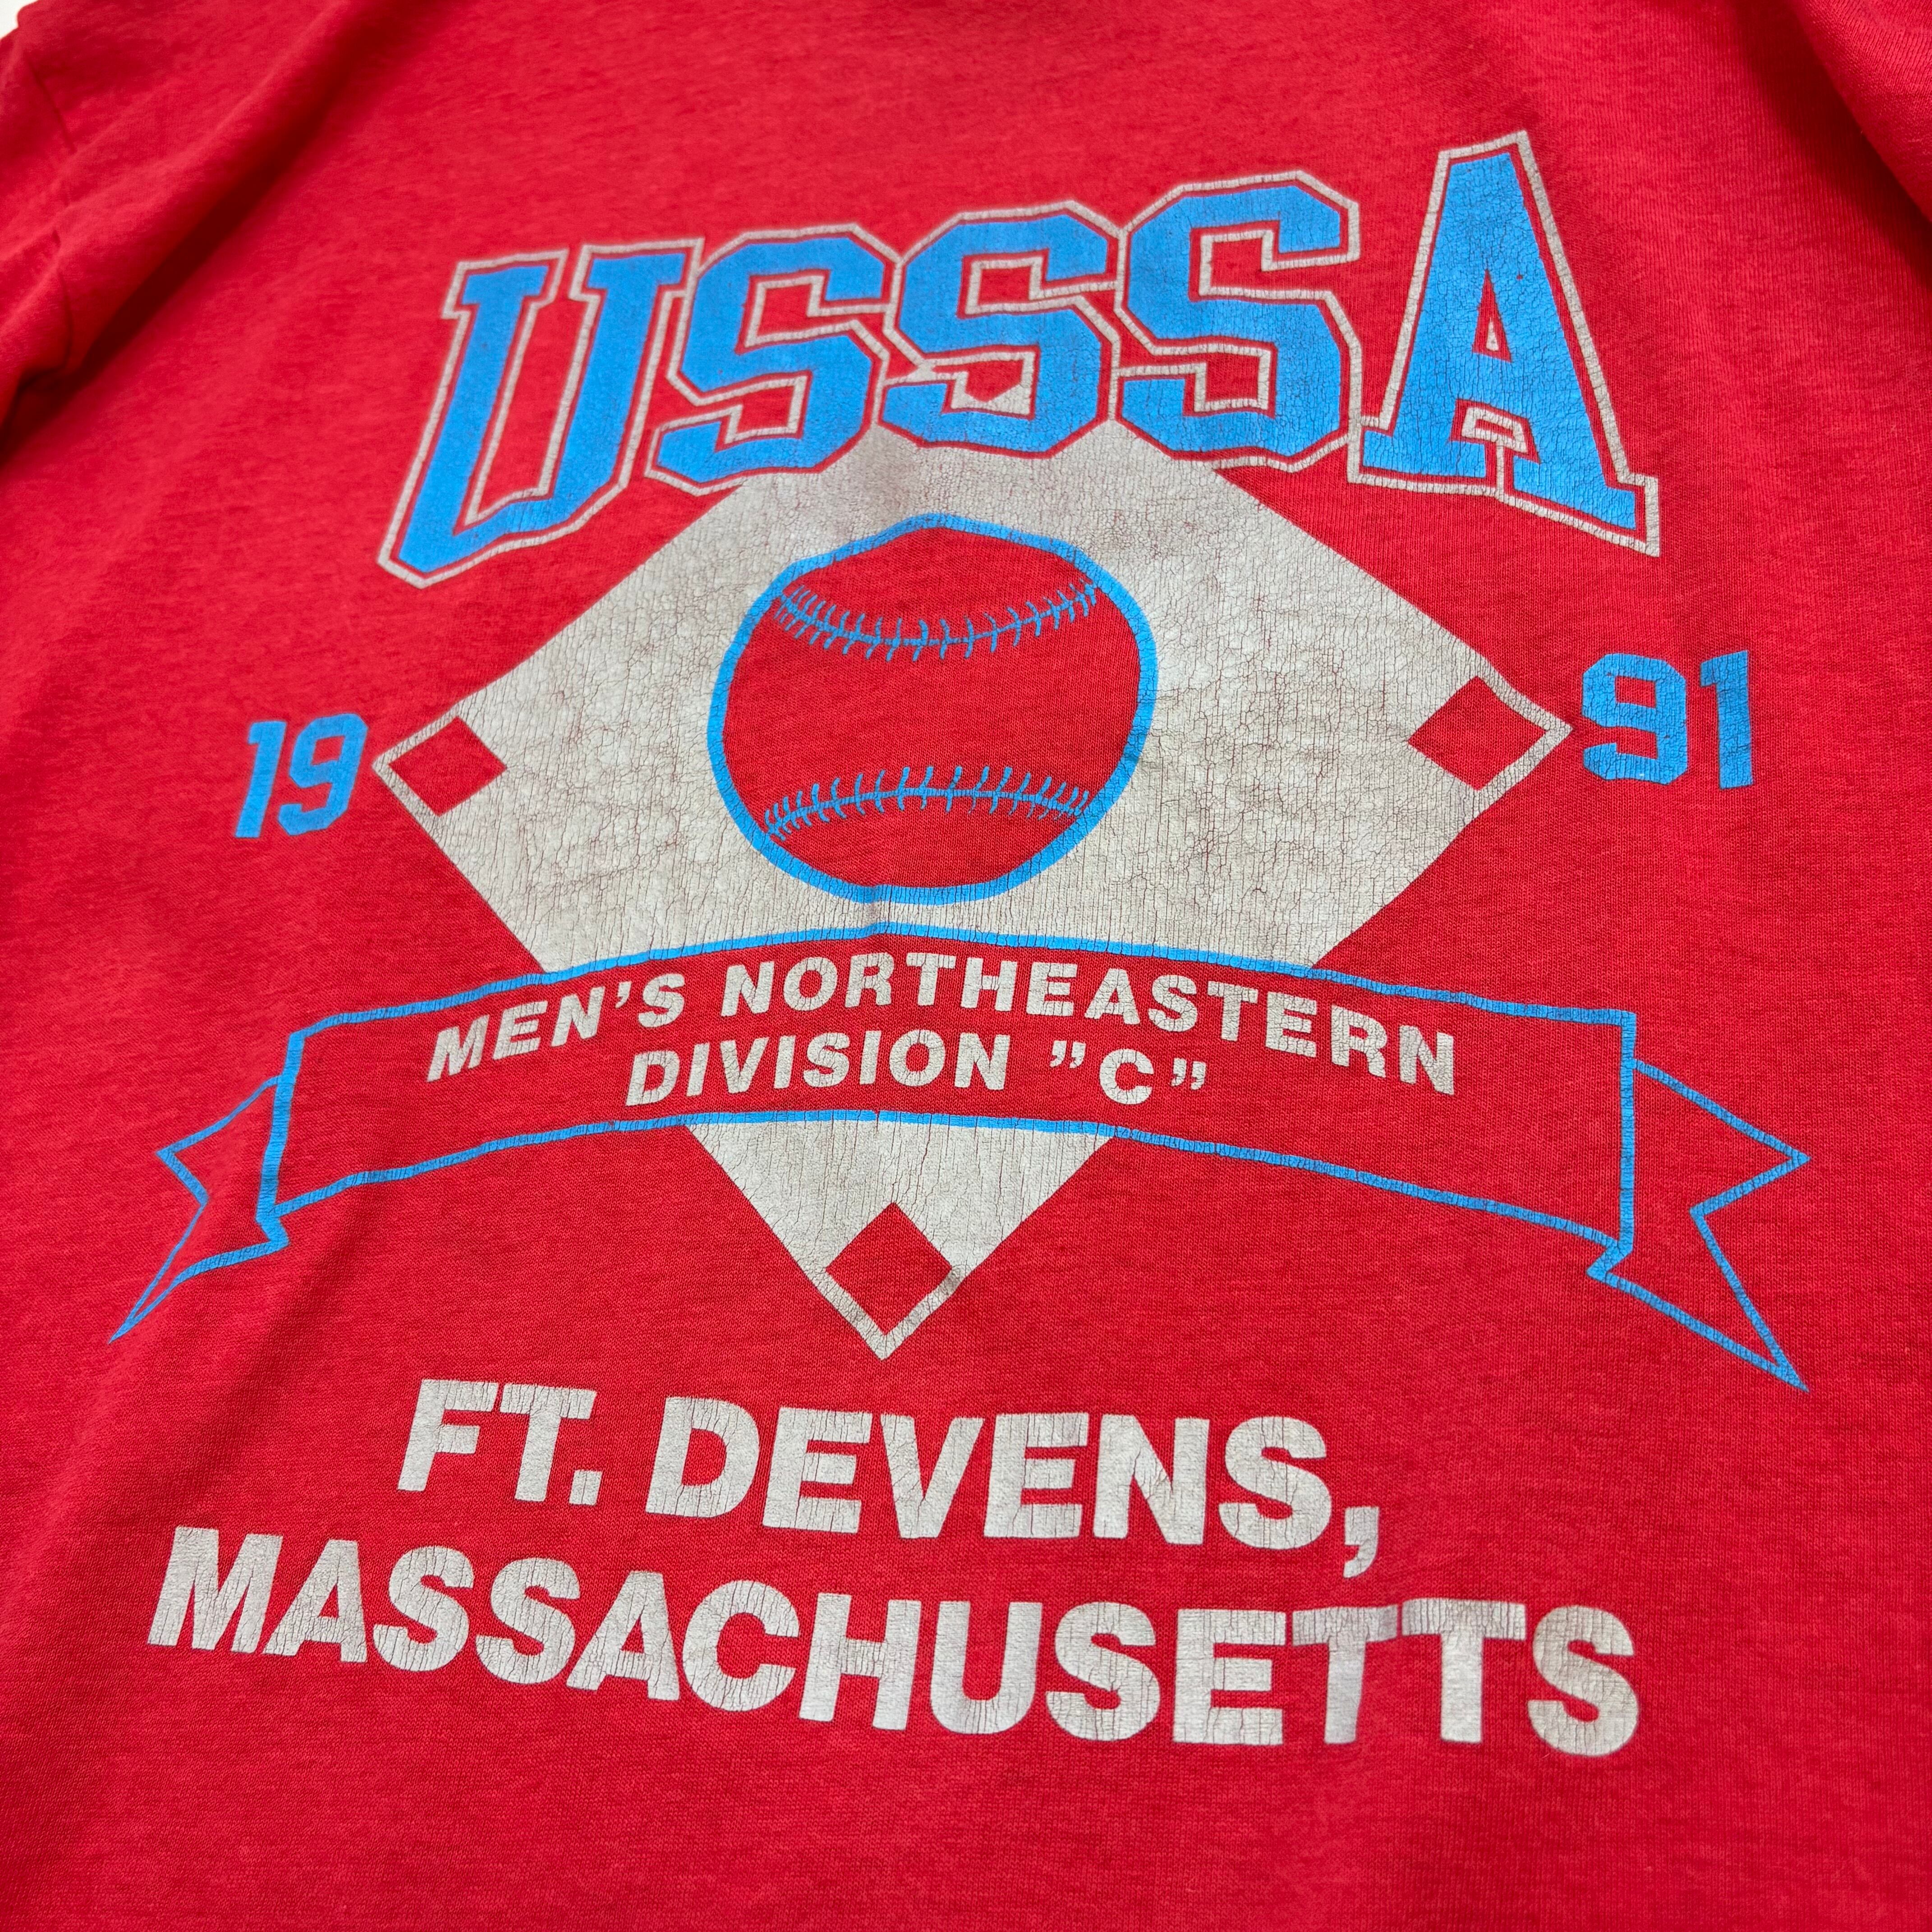 USSSA
19 91
MEN'S NORTHEASTERN
DIVISION "C"
FT. DEVENS,
MASSACHUSETTS